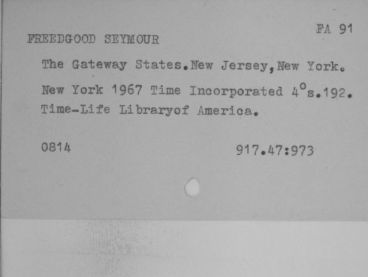 FA 91
FREEDGOOD SEYMOUR
The Gateway States.New Jersey,New York.
New York 1967 Time Incorporated 4°s.192.
Time-Life Libraryof America.
0814 917.47:973